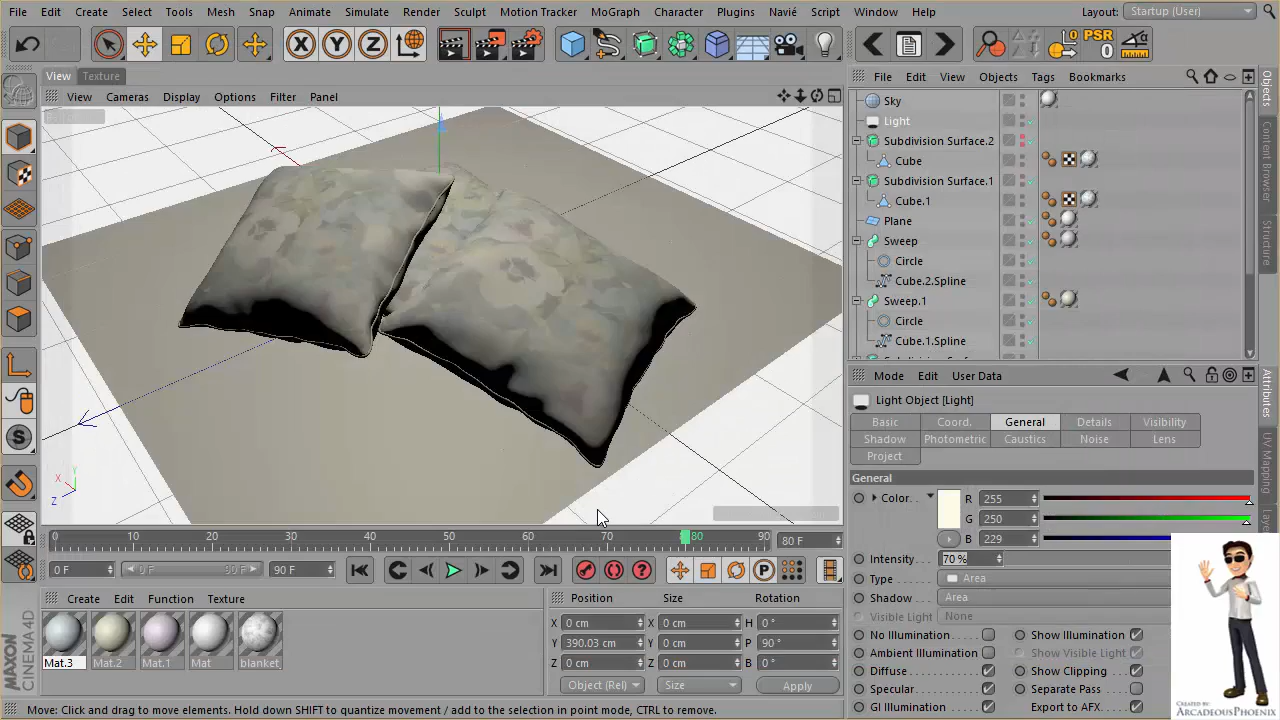 File Edit Create Select Tools Mesh Snap Animate Simulate Render Sculpt Motion Tracker MoGraph Character Plugins Navié Script Window Help Layout: Startup (User)
PSR
0
View Texture
View Cameras Display Options Filter Panel
File Edit View Objects Tags Bookmarks
Sky
Light
Subdivision Surface.2
Cube
Subdivision Surface.1
Cube.1
Plane
Sweep
Circle
Cube.2.Spline
Sweep.1
Circle
Cube.1.Spline
Objects
Content Browser
Structure
Mode Edit User Data
Light Object [Light]
Basic Coord. General Details Visibility
Shadow Photometric Caustics Noise Lens
Project
General
Color. R 255
G 250
B 229
Intensity 70 %
Type Area
Shadow Area
Visible Light None
No Illumination Show Illumination
Ambient Illumination Show Visible Light
Diffuse Show Clipping
Specular Separate Pass
GI Illumination Export to AFX.
Attributes
UV Mapping
X Y Z
0 10 20 30 40 50 60 70 80 90 80 F
0 F 0 F 90 F 90 F
Create Edit Function Texture
Mat.3 Mat.2 Mat.1 Mat blanket
Position Size Rotation
X 0 cm X 0 cm H 0 °
Y 390.03 cm Y 0 cm P 90 °
Z 0 cm Z 0 cm B 0 °
Object (Rel) Size Apply
MAXON
CINEMA4D
Move: Click and drag to move elements. Hold down SHIFT to quantize movement / add to the selection in point mode, CTRL to remove.
CREATED BY:
ARCADEOUSPHOENIX